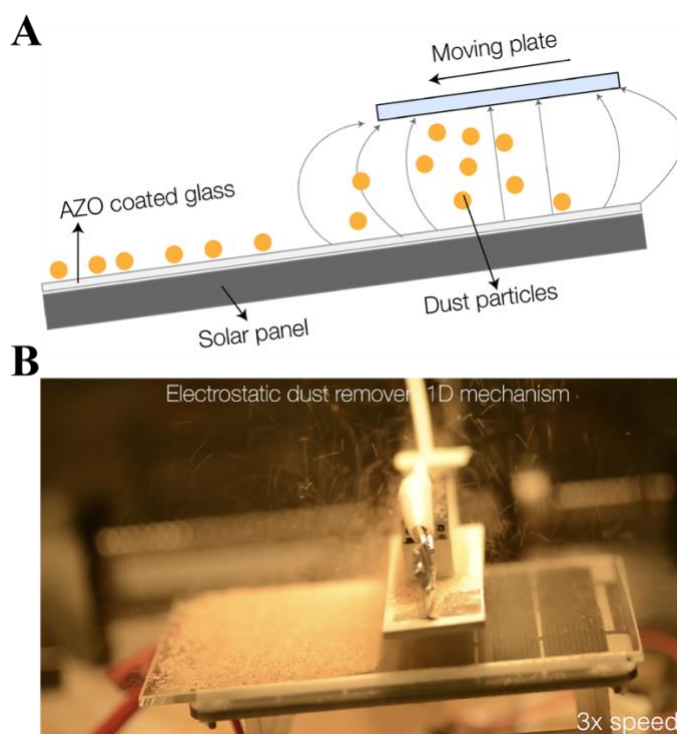 A
Moving plate
AZO coated glass
Dust particles
Solar panel
B
Electrostatic dust remover 1D mechanism
3x speed